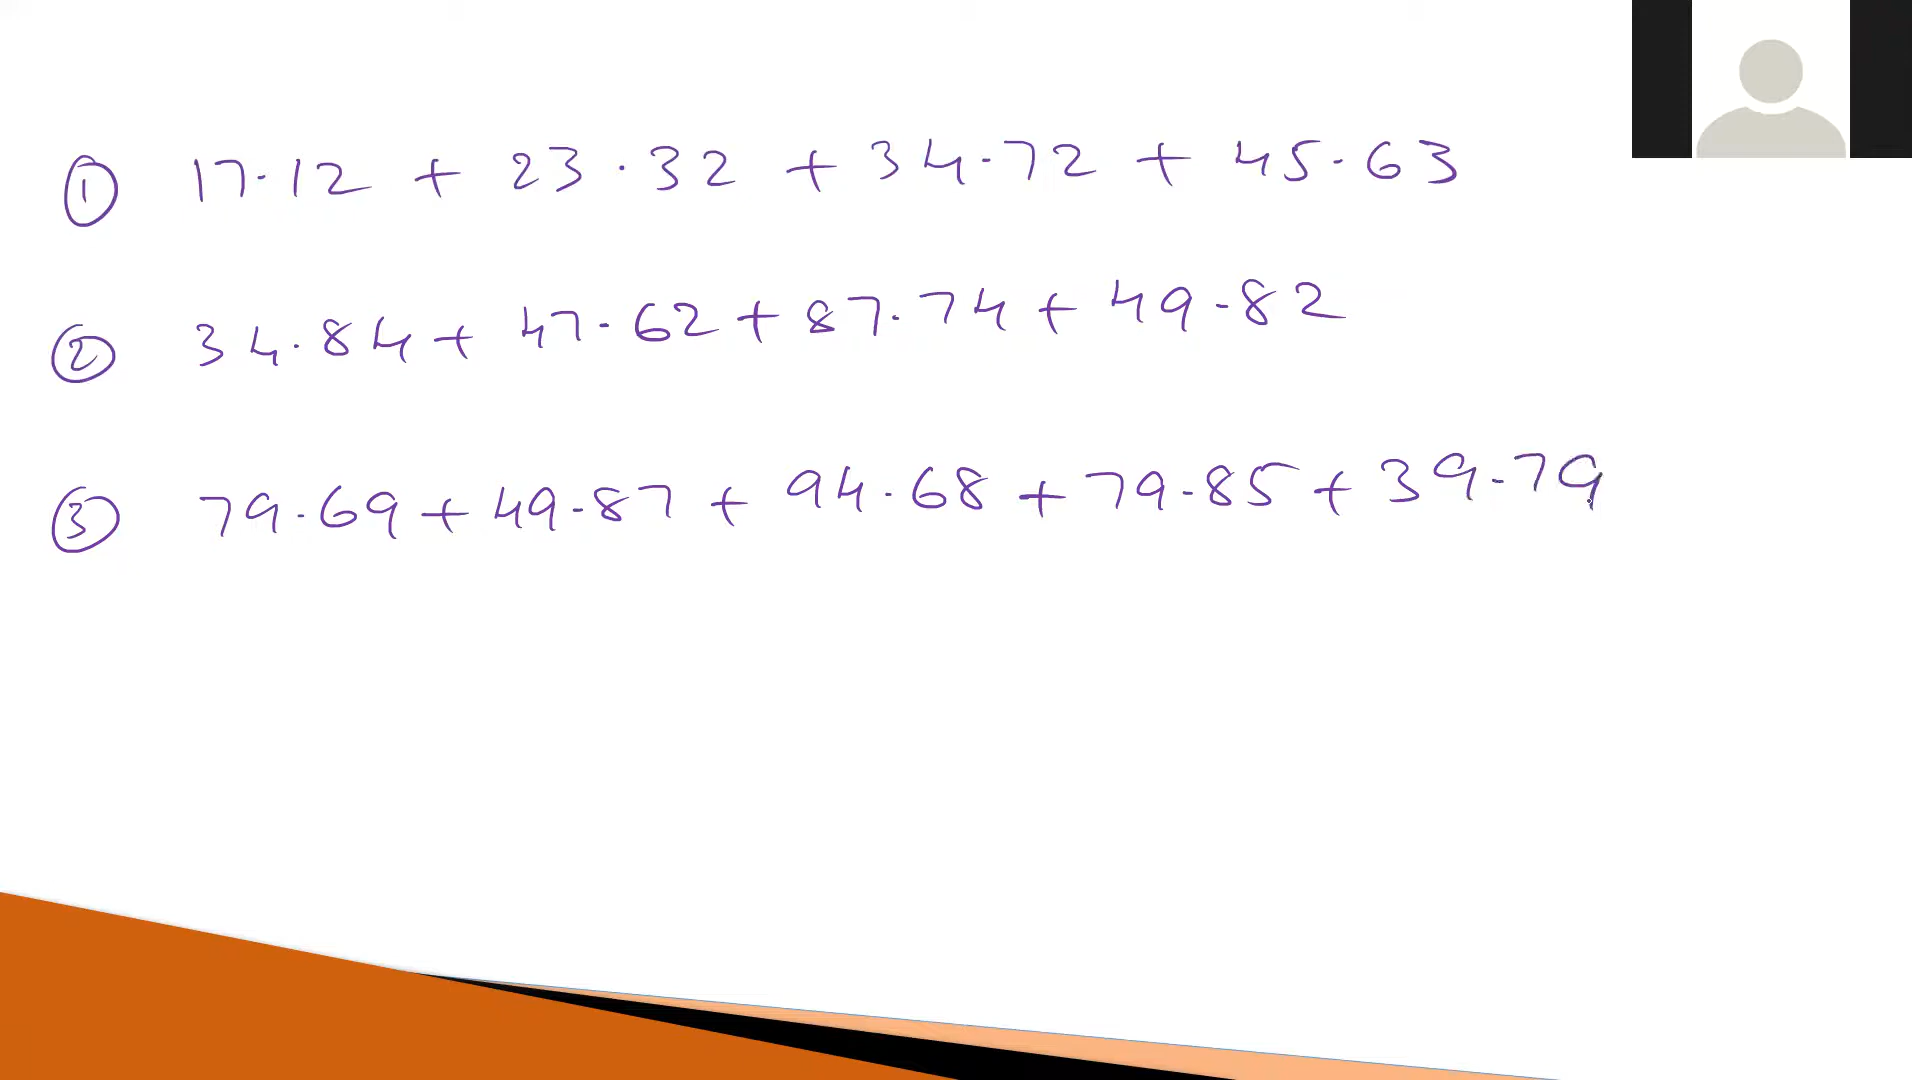 ① 17.12 + 23.32 + 34.72 + 45.63
② 34.84 + 47.62 + 87.74 + 49.82
③ 79.69 + 49.87 + 94.68 + 79.85 + 39.79